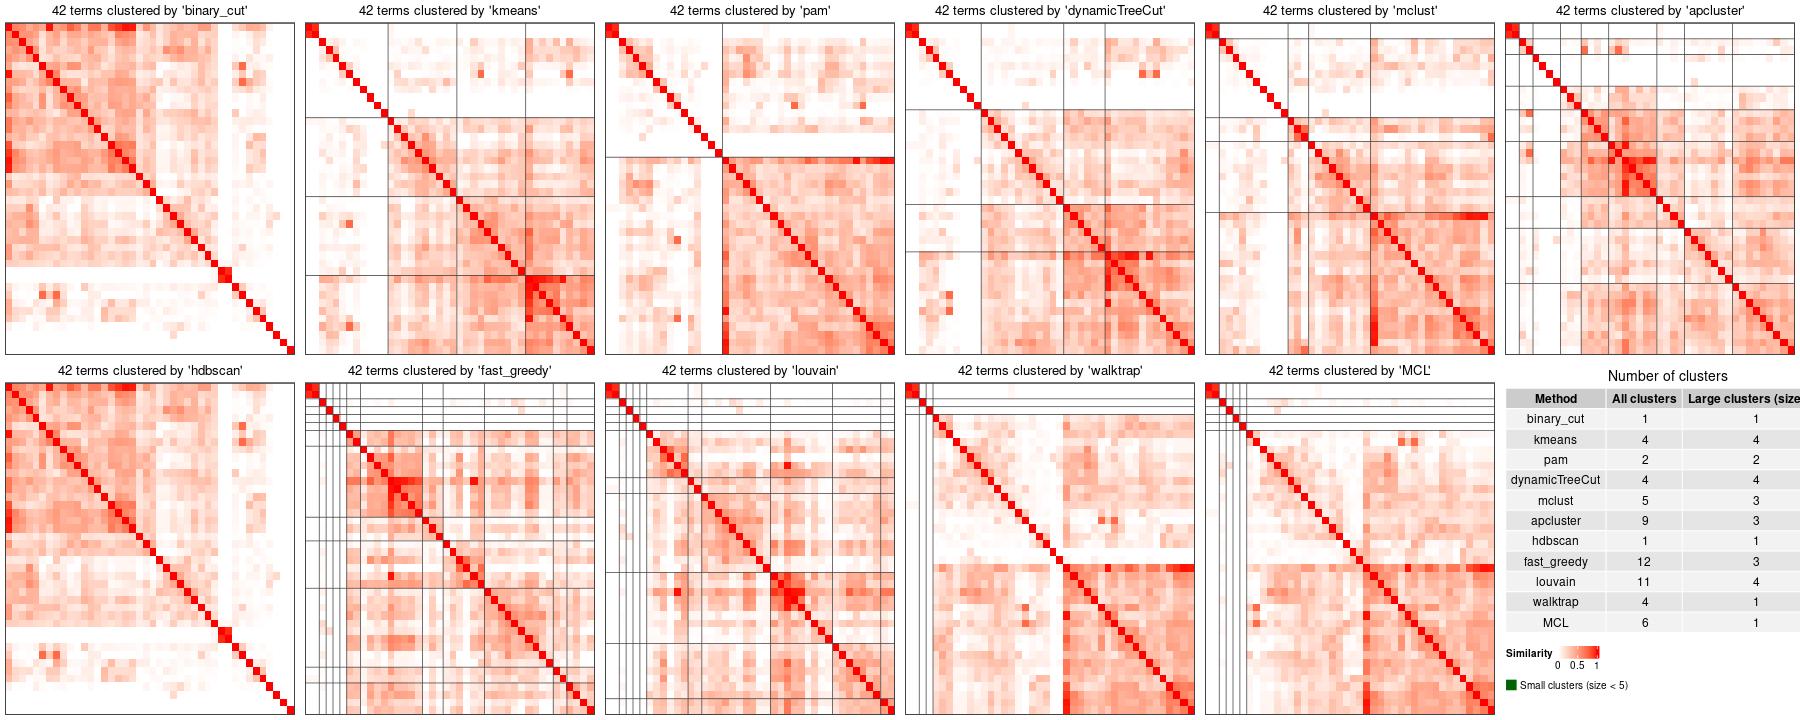 42 terms clustered by 'binary_cut'
42 terms clustered by 'kmeans'
42 terms clustered by 'pam'
42 terms clustered by 'dynamicTreeCut'
42 terms clustered by 'mclust'
42 terms clustered by 'apcluster'
42 terms clustered by 'hdbscan'
42 terms clustered by 'fast_greedy'
42 terms clustered by 'louvain'
42 terms clustered by 'walktrap'
42 terms clustered by 'MCL'
Number of clusters
Method All clusters Large clusters (size
binary_cut 1 1
kmeans 4 4
pam 2 2
dynamicTreeCut 4 4
mclust 5 3
apcluster 9 3
hdbscan 1 1
fast_greedy 12 3
louvain 11 4
walktrap 4 1
MCL 6 1
Similarity
0 0.5 1
Small clusters (size < 5)